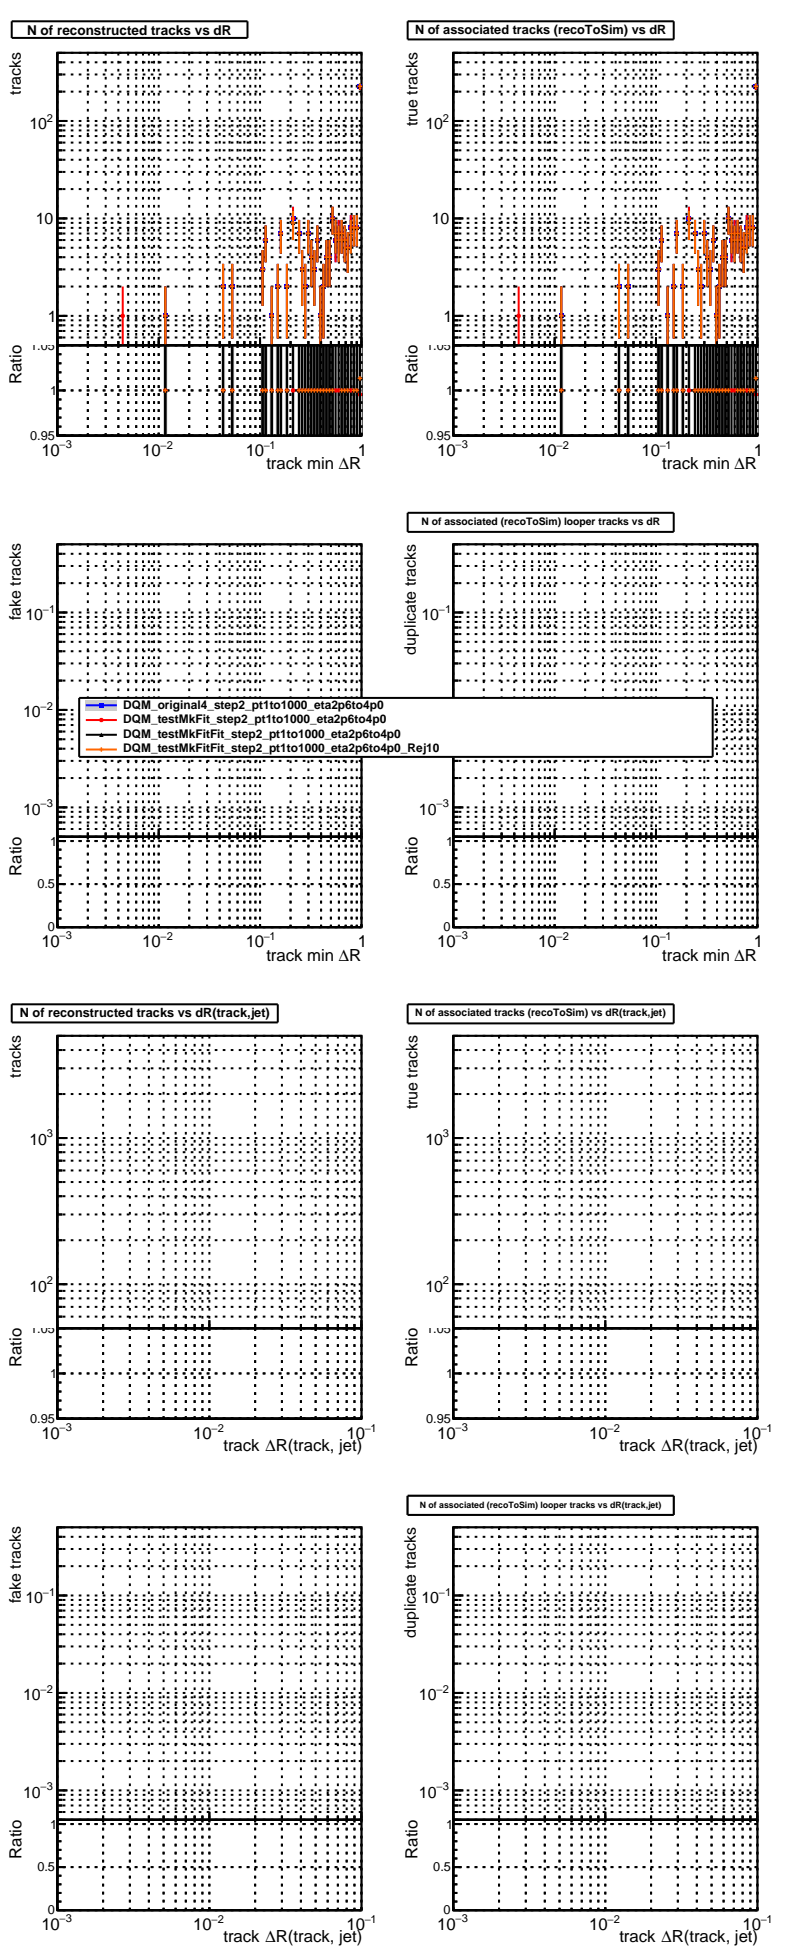 N of reconstructed tracks vs dR
N of associated tracks (recoToSim) vs dR
tracks
10²
10
1
1.05
Ratio
1
0.95
10⁻³ 10⁻² 10⁻¹ 1
track min ΔR
true tracks
10²
10
1
1.05
Ratio
1
0.95
10⁻³ 10⁻² 10⁻¹ 1
track min ΔR
N of associated (recoToSim) looper tracks vs dR
fake tracks
10⁻¹
10⁻²
10⁻³
Ratio
1
0.5
0
10⁻³ 10⁻² 10⁻¹ 1
track min ΔR
duplicate tracks
10⁻¹
10⁻³
Ratio
1
0.5
0
10⁻³ 10⁻² 10⁻¹ 1
track min ΔR
DQM_original4_step2_pt1to1000_eta2p6to4p0
DQM_testMkFit_step2_pt1to1000_eta2p6to4p0
DQM_testMkFitFit_step2_pt1to1000_eta2p6to4p0
DQM_testMkFitFit_step2_pt1to1000_eta2p6to4p0_Rej10
N of reconstructed tracks vs dR(track,jet)
N of associated tracks (recoToSim) vs dR(track,jet)
tracks
10³
10²
1.05
Ratio
1
0.95
10⁻³ 10⁻² 10⁻¹
track ΔR(track, jet)
true tracks
10³
10²
1.05
Ratio
1
0.95
10⁻³ 10⁻² 10⁻¹
track ΔR(track, jet)
N of associated (recoToSim) looper tracks vs dR(track,jet)
fake tracks
10⁻¹
10⁻²
10⁻³
Ratio
1
0.5
0
10⁻³ 10⁻² 10⁻¹
track ΔR(track, jet)
duplicate tracks
10⁻¹
10⁻²
10⁻³
Ratio
1
0.5
0
10⁻³ 10⁻² 10⁻¹
track ΔR(track, jet)